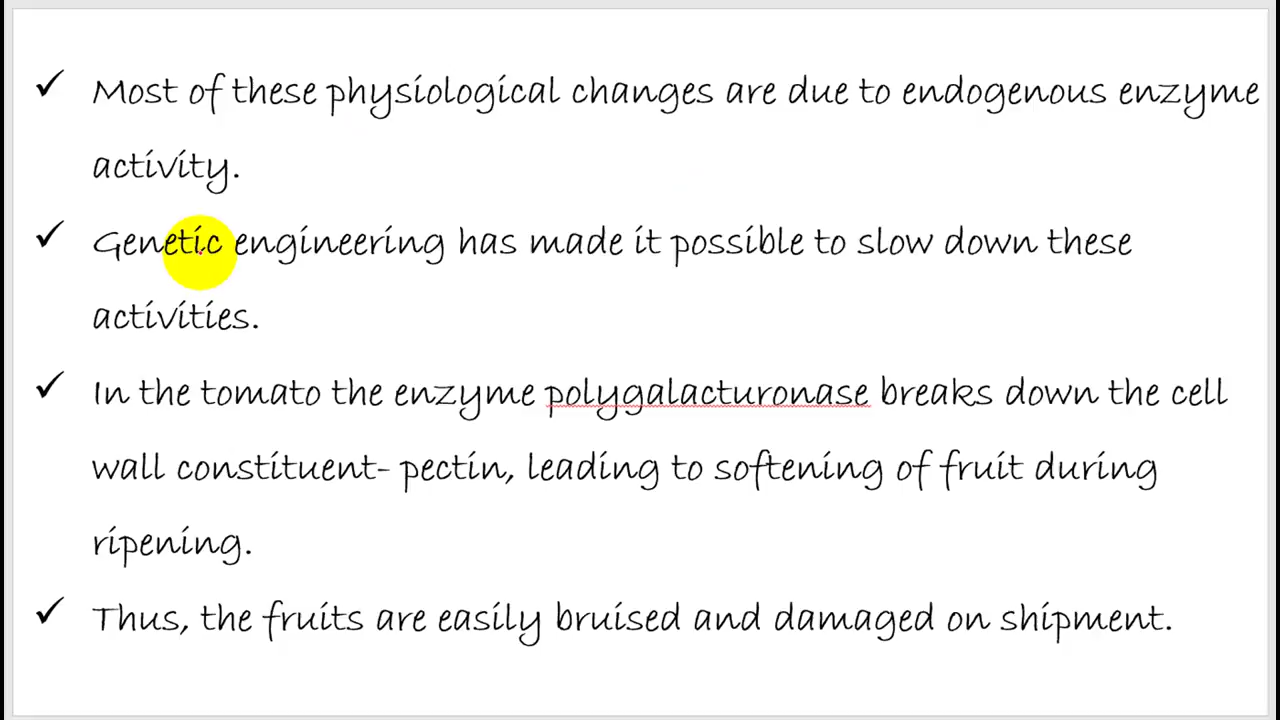 ✓ Most of these physiological changes are due to endogenous enzyme
activity.
✓ Genetic engineering has made it possible to slow down these
activities.
✓ In the tomato the enzyme polygalacturonase breaks down the cell
wall constituent- pectin, leading to softening of fruit during
ripening.
✓ Thus, the fruits are easily bruised and damaged on shipment.